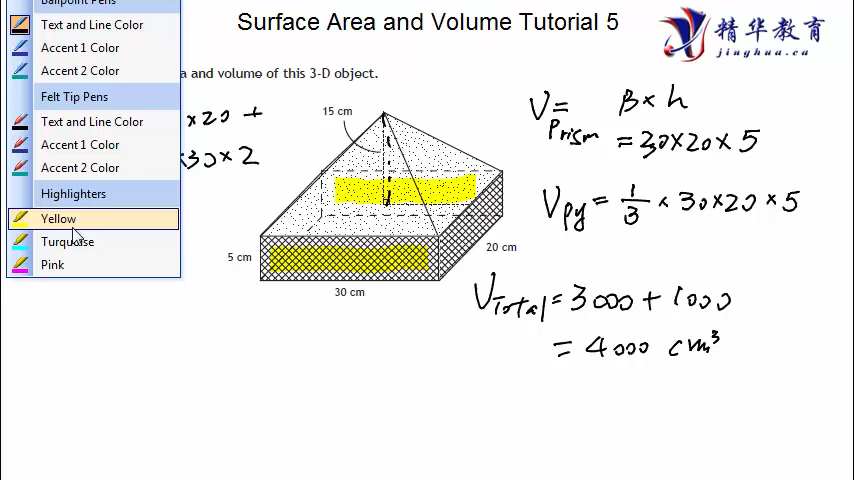 Ballpoint Pens
Text and Line Color
Accent 1 Color
Accent 2 Color
Felt Tip Pens
Text and Line Color
Accent 1 Color
Accent 2 Color
Highlighters
Yellow
Turquoise
Pink
Surface Area and Volume Tutorial 5
精华教育
jinghua.ca
a and volume of this 3-D object.
×20 +
×30×2
15 cm
5 cm
20 cm
30 cm
V = B × h
Prism
= 30×20×5
Vpy = 1/3 × 30×20×5
VTotal = 3000 + 1000
= 4000 cm³